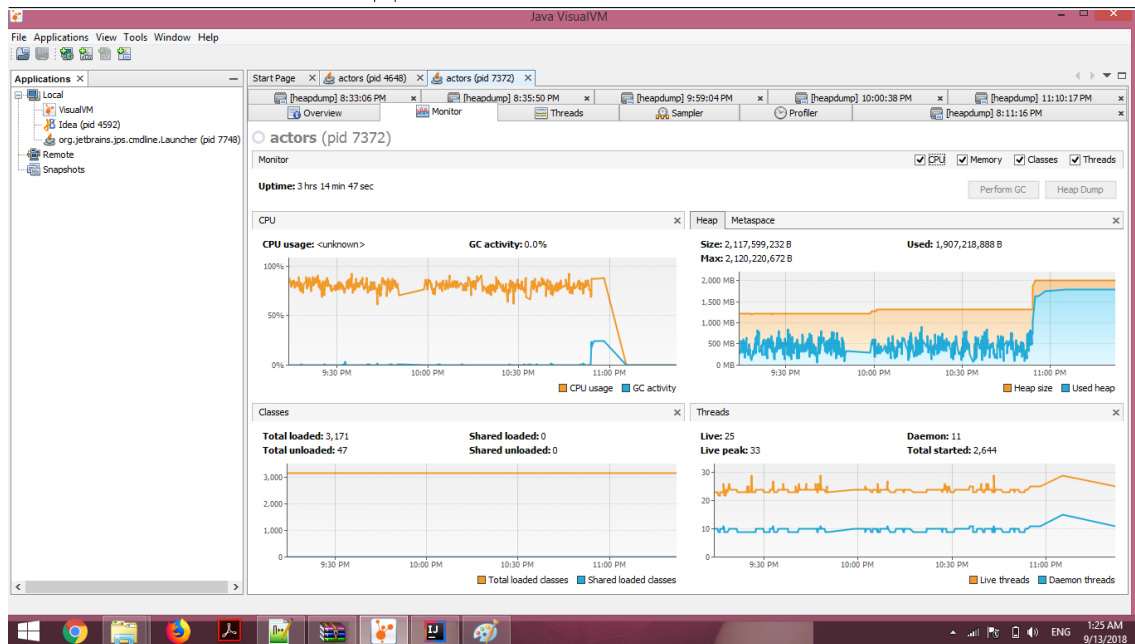 Java VisualVM
File Applications View Tools Window Help
Applications
Local
VisualVM
Idea (pid 4592)
org.jetbrains.jps.cmdline.Launcher (pid 7748)
Remote
Snapshots
Start Page actors (pid 4648) actors (pid 7372)
[heapdump] 8:33:06 PM [heapdump] 8:35:50 PM [heapdump] 9:59:04 PM [heapdump] 10:00:38 PM [heapdump] 11:10:17 PM
Overview Monitor Threads Sampler Profiler [heapdump] 8:11:16 PM
actors (pid 7372)
Monitor CPU Memory Classes Threads
Uptime: 3 hrs 14 min 47 sec
Perform GC Heap Dump
CPU
CPU usage: <unknown> GC activity: 0.0%
100%
50%
0%
9:30 PM 10:00 PM 10:30 PM 11:00 PM
CPU usage GC activity
Heap Metaspace
Size: 2,117,599,232 B Used: 1,907,218,888 B
Max: 2,120,220,672 B
2,000 MB
1,500 MB
1,000 MB
500 MB
0 MB
9:30 PM 10:00 PM 10:30 PM 11:00 PM
Heap size Used heap
Classes
Total loaded: 3,171 Shared loaded: 0
Total unloaded: 47 Shared unloaded: 0
3,000
2,000
1,000
0
9:30 PM 10:00 PM 10:30 PM 11:00 PM
Total loaded classes Shared loaded classes
Threads
Live: 25 Daemon: 11
Live peak: 33 Total started: 2,644
30
20
10
0
9:30 PM 10:00 PM 10:30 PM 11:00 PM
Live threads Daemon threads
ENG
1:25 AM
9/13/2018